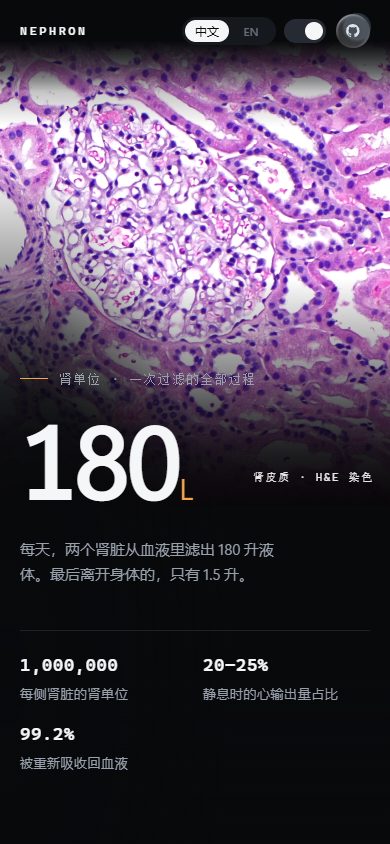 NEPHRON
中文 EN
肾单位 · 一次过滤的全部过程
180L
肾皮质 · H&E 染色
每天，两个肾脏从血液里滤出 180 升液
体。最后离开身体的，只有 1.5 升。
1,000,000
每侧肾脏的肾单位
20–25%
静息时的心输出量占比
99.2%
被重新吸收回血液